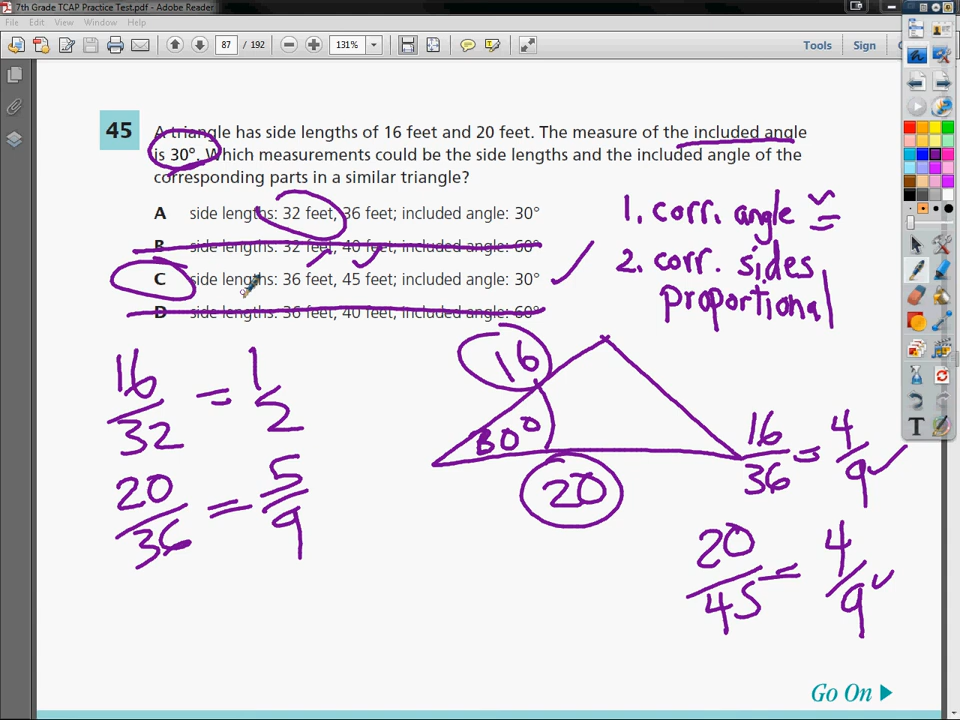 7th Grade TCAP Practice Test.pdf - Adobe Reader
File Edit View Window Help
87 / 192 131% Tools Sign
45 A triangle has side lengths of 16 feet and 20 feet. The measure of the included angle
is 30°. Which measurements could be the side lengths and the included angle of the
corresponding parts in a similar triangle?
A side lengths: 32 feet, 36 feet; included angle: 30°
B side lengths: 32 feet, 40 feet; included angle: 60°
C side lengths: 36 feet, 45 feet; included angle: 30°
D side lengths: 36 feet, 40 feet; included angle: 60°
1. corr. angle ≅
2. corr. sides
proportional
16/32 = 1/2
20/36 = 5/9
16
30°
20
16/36 = 4/9 ✓
20/45 = 4/9 ✓
Go On